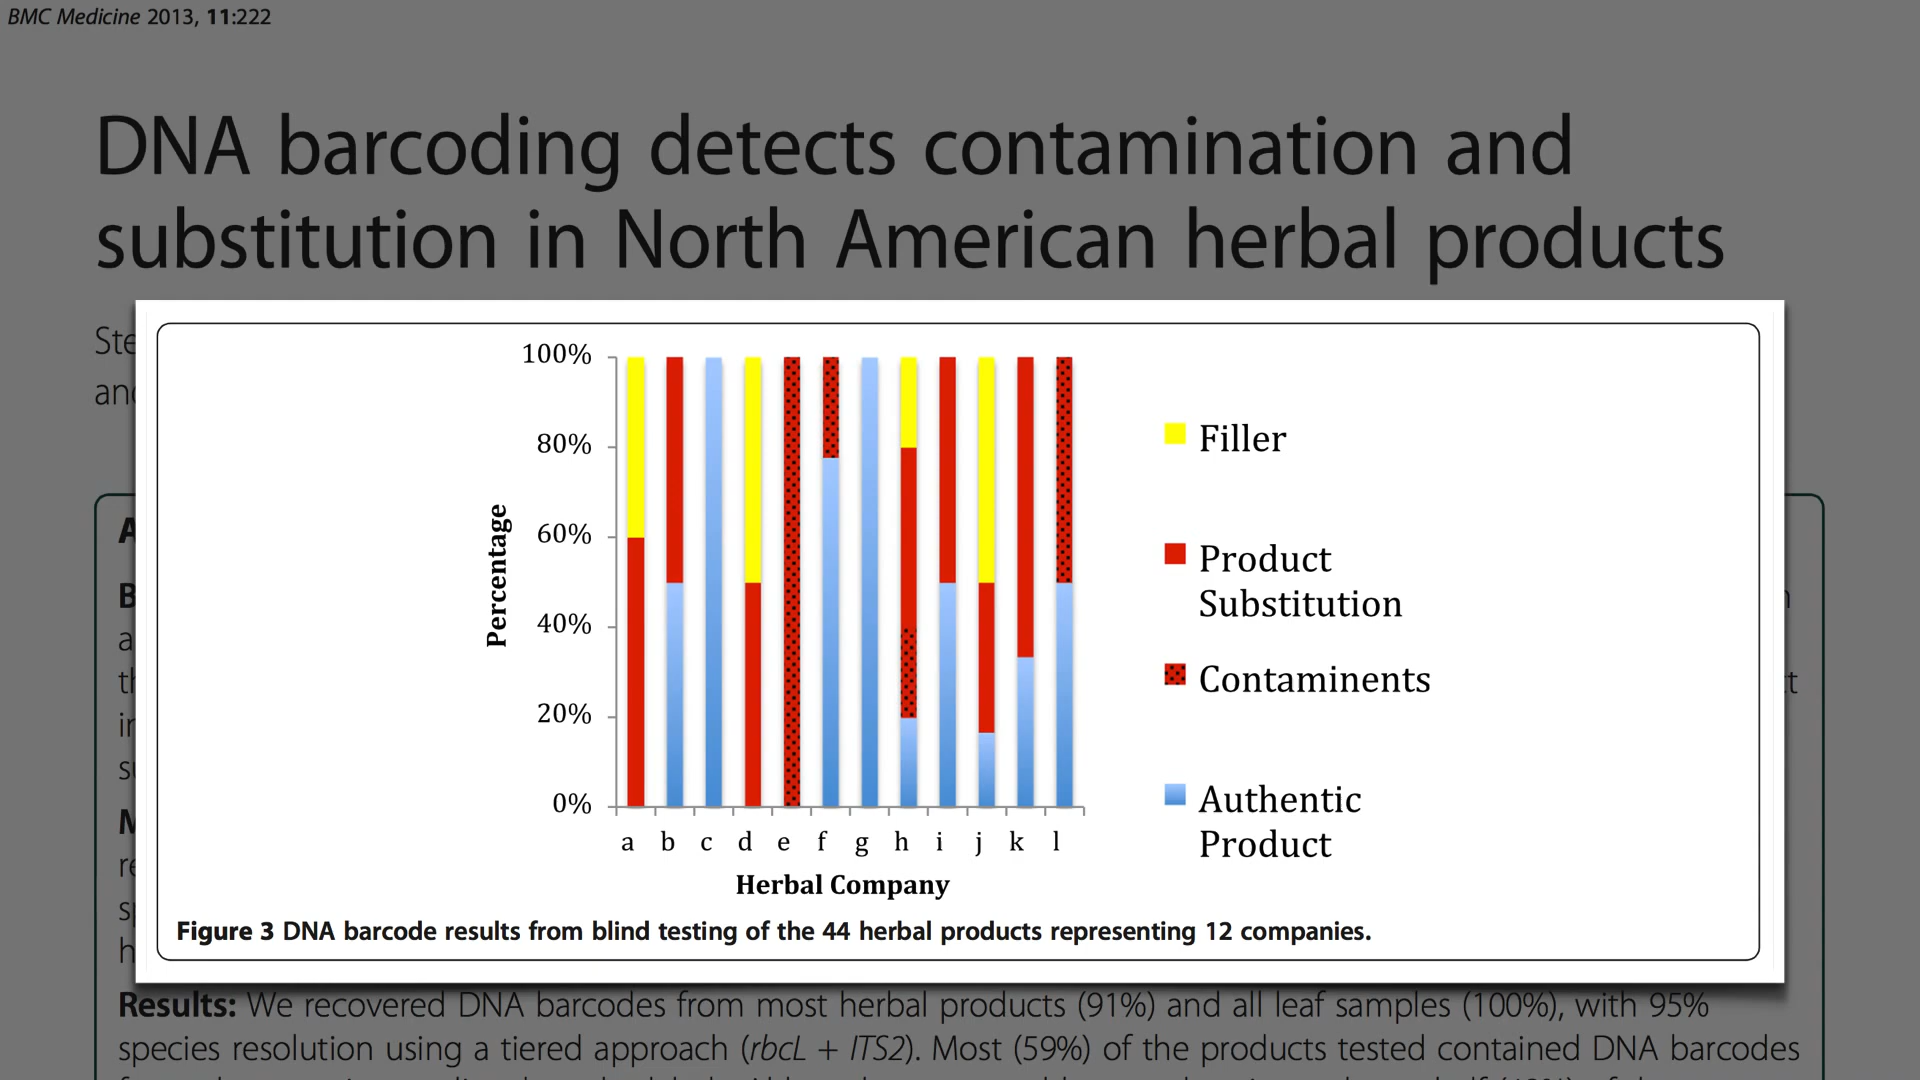 BMC Medicine 2013, 11:222
DNA barcoding detects contamination and
substitution in North American herbal products
100%
80%
60%
40%
20%
0%
Percentage
a b c d e f g h i j k l
Herbal Company
Filler
Product
Substitution
Contaminents
Authentic
Product
Figure 3 DNA barcode results from blind testing of the 44 herbal products representing 12 companies.
Results: We recovered DNA barcodes from most herbal products (91%) and all leaf samples (100%), with 95%
species resolution using a tiered approach (rbcL + ITS2). Most (59%) of the products tested contained DNA barcodes